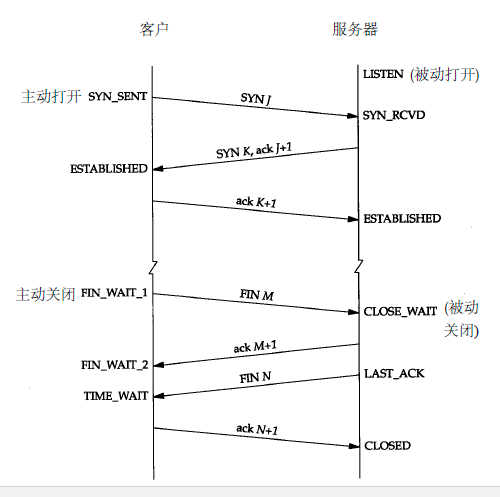 客户 服务器
LISTEN (被动打开)
主动打开 SYN_SENT
SYN J
SYN_RCVD
SYN K, ack J+1
ESTABLISHED
ack K+1
ESTABLISHED
主动关闭 FIN_WAIT_1
FIN M
CLOSE_WAIT (被动
关闭)
ack M+1
FIN_WAIT_2
FIN N
LAST_ACK
TIME_WAIT
ack N+1
CLOSED